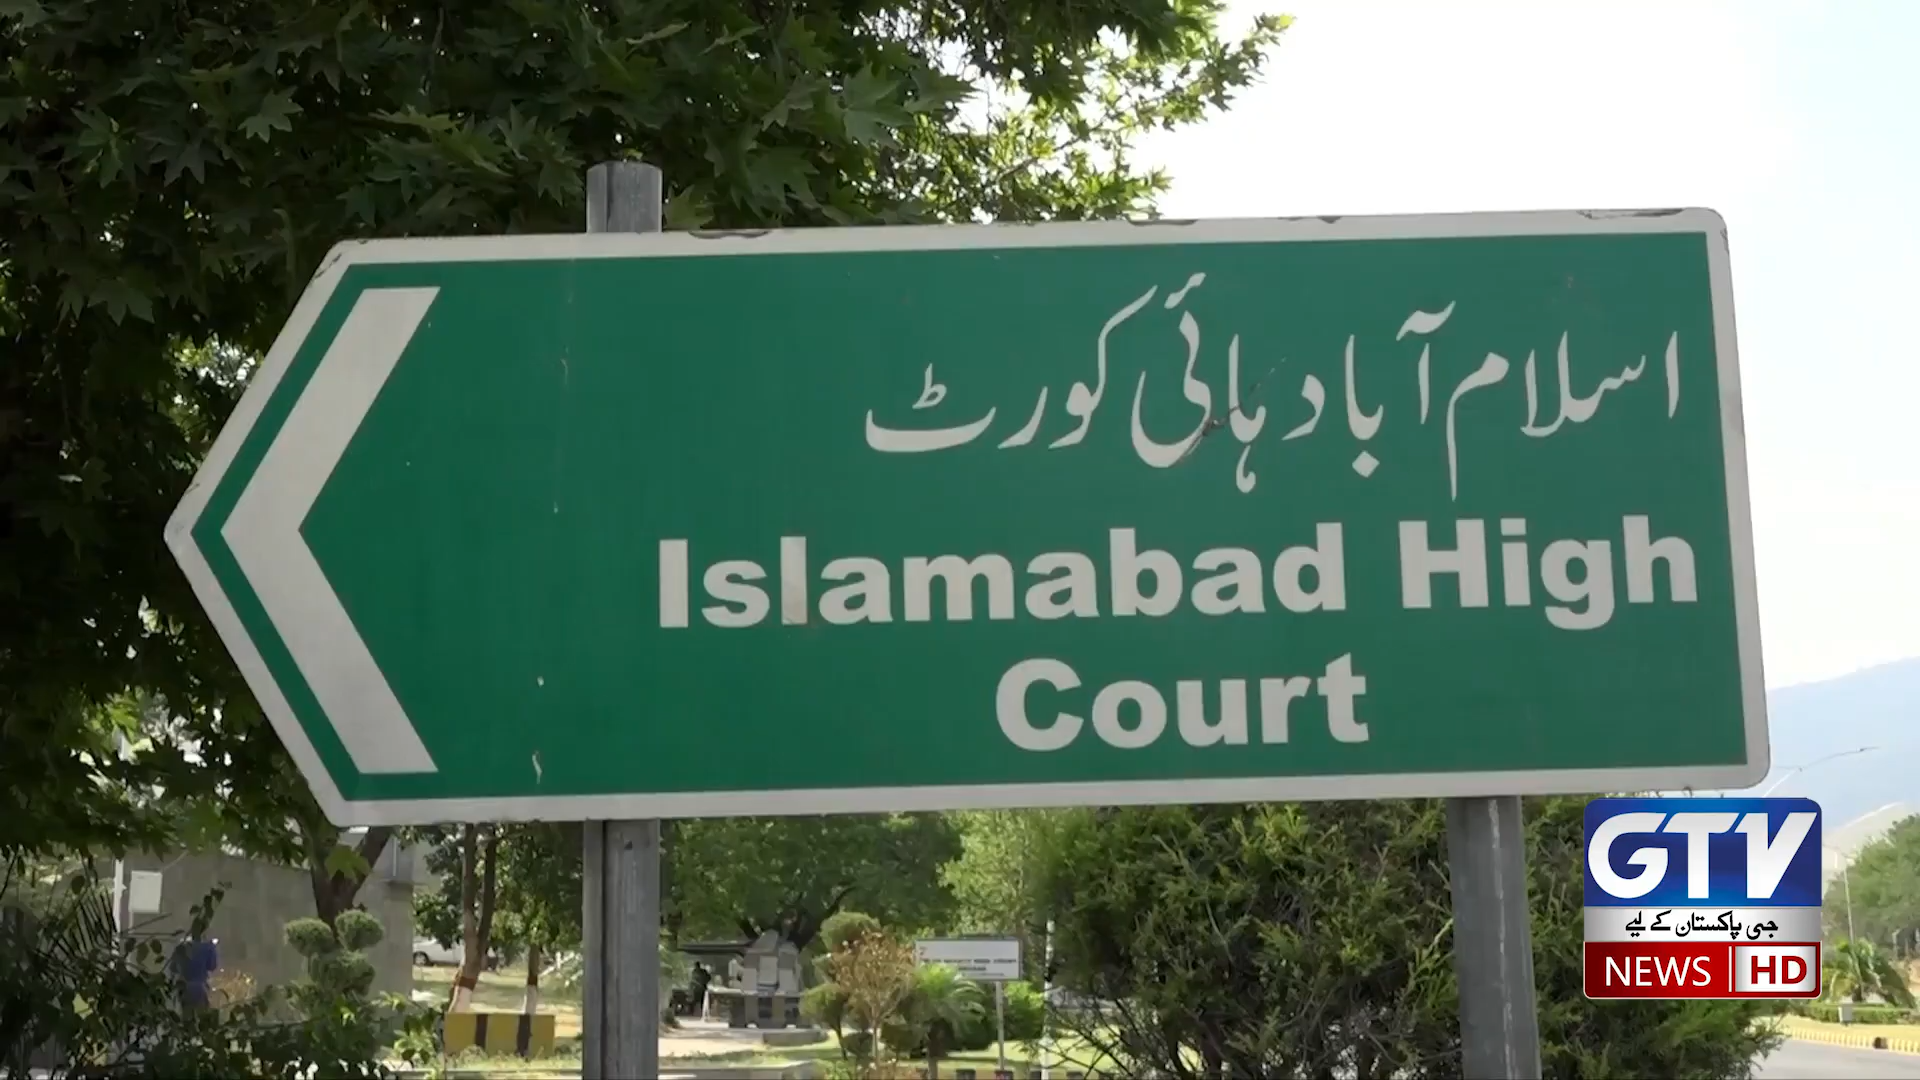 اسلام آباد ہائی کورٹ
Islamabad High
Court
GTV
جی پاکستان کے لیے
NEWS HD